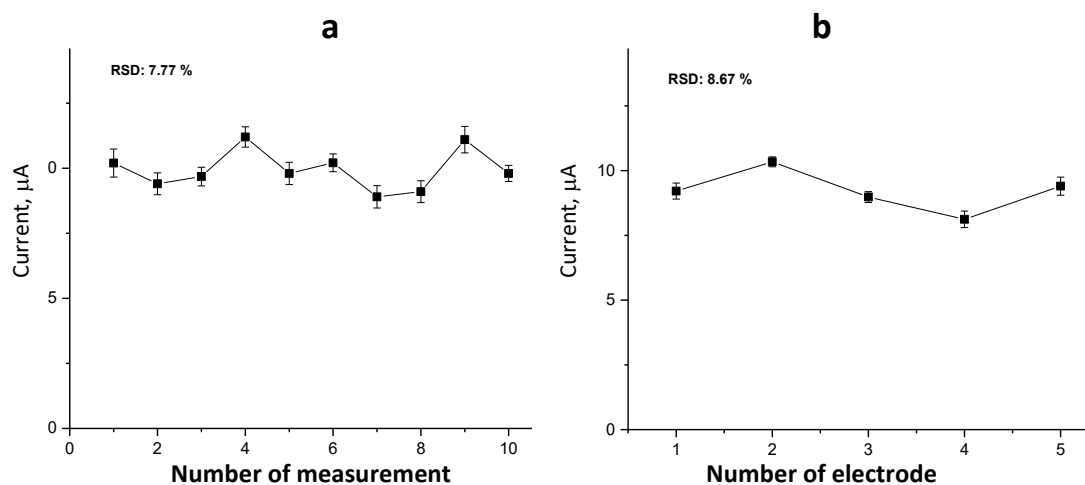 a
RSD: 7.77 %
Current, μA
0
5
0
0
2
4
6
8
10
Number of measurement
b
RSD: 8.67 %
Current, μA
10
5
0
1
2
3
4
5
Number of electrode